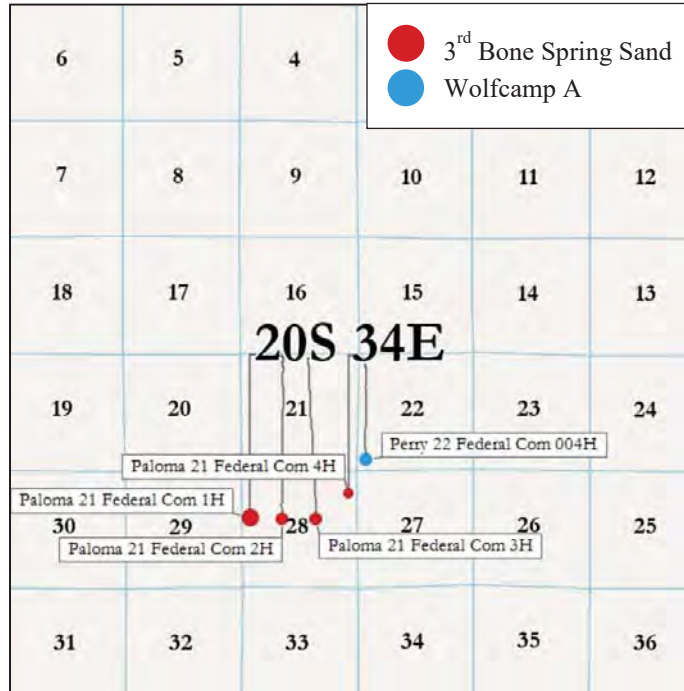 3rd Bone Spring Sand
Wolfcamp A
6 5 4
7 8 9 10 11 12
18 17 16 15 14 13
20S 34E
19 20 21 22 23 24
Perry 22 Federal Com 004H
Paloma 21 Federal Com 4H
Paloma 21 Federal Com 1H
30 29 28 27 26 25
Paloma 21 Federal Com 2H
Paloma 21 Federal Com 3H
31 32 33 34 35 36